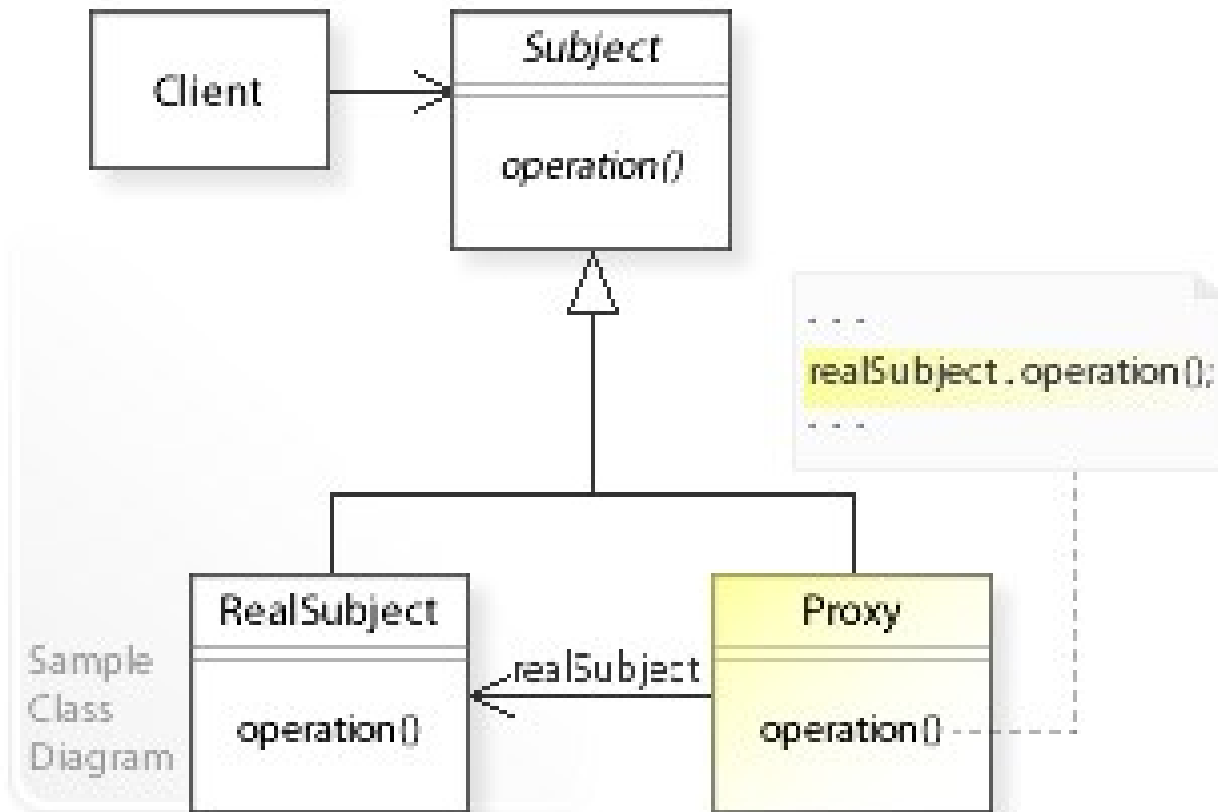 Client
Subject
operation()
- - -
realSubject.operation();
- - -
RealSubject
operation()
realSubject
Proxy
operation()
Sample
Class
Diagram